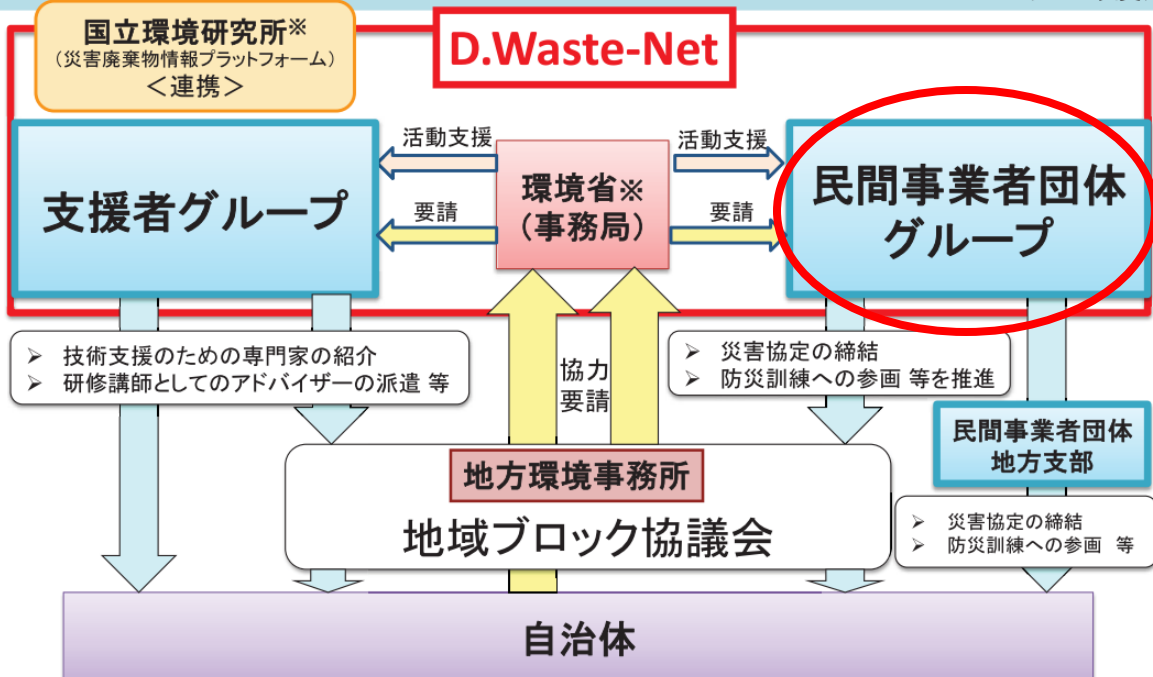 国立環境研究所※
（災害廃棄物情報プラットフォーム）
＜連携＞
D.Waste-Net
支援者グループ
活動支援
要請
環境省※
（事務局）
活動支援
要請
民間事業者団体
グループ
➢ 技術支援のための専門家の紹介
➢ 研修講師としてのアドバイザーの派遣 等
協力
要請
➢ 災害協定の締結
➢ 防災訓練への参画 等を推進
民間事業者団体
地方支部
地方環境事務所
地域ブロック協議会
➢ 災害協定の締結
➢ 防災訓練への参画 等
自治体